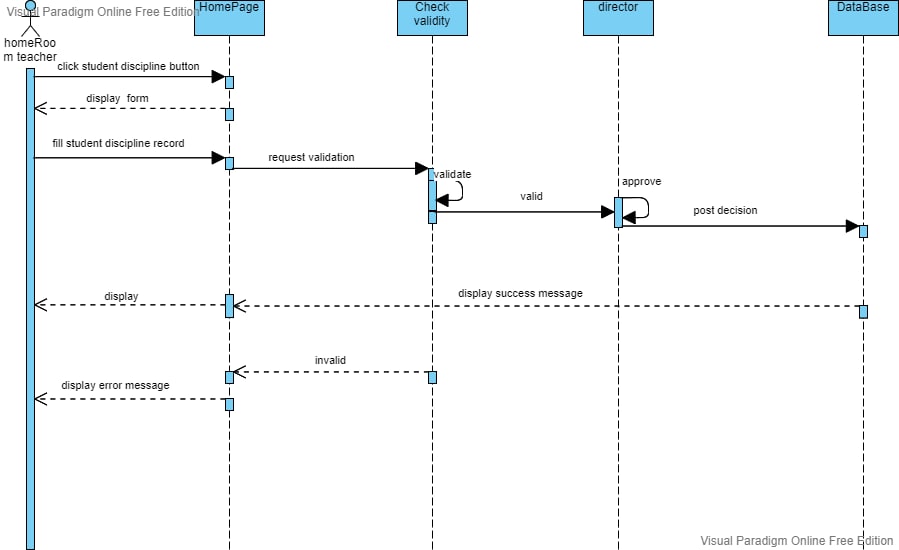 Visual Paradigm Online Free Edition
HomePage
Check
validity
director
DataBase
homeRoo
m teacher
click student discipline button
display form
fill student discipline record
request validation
validate
approve
valid
post decision
display success message
display
invalid
display error message
Visual Paradigm Online Free Edition